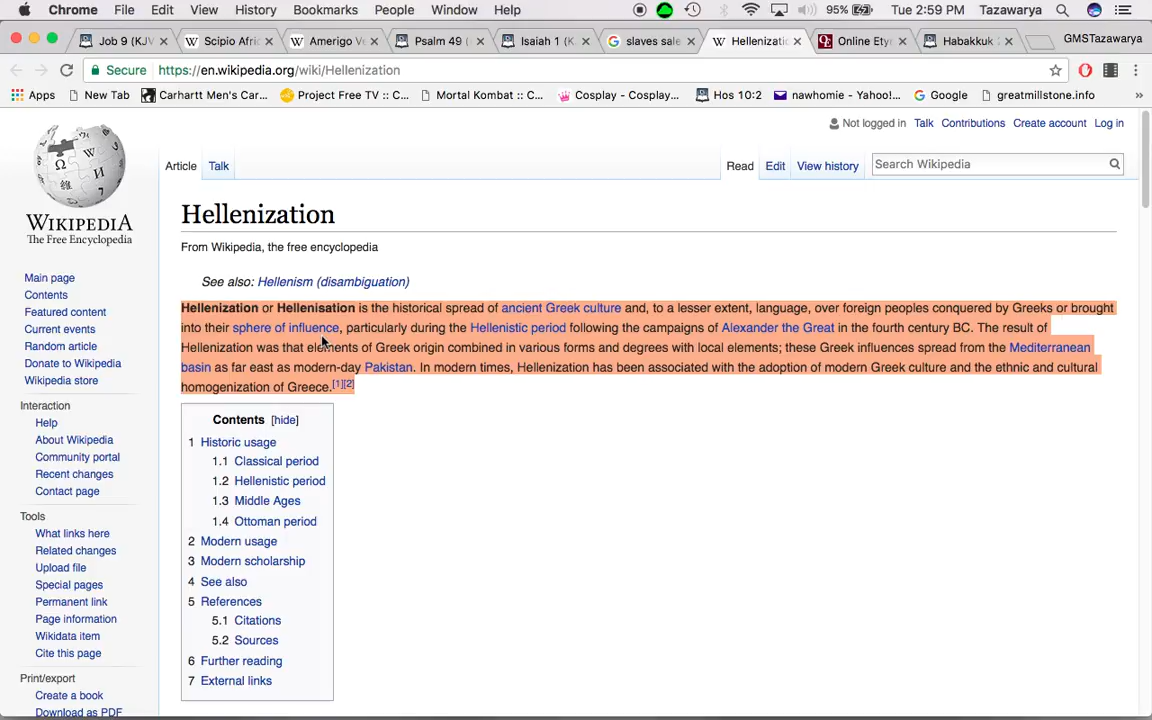 Chrome File Edit View History Bookmarks People Window Help 95% Tue 2:59 PM Tazawarya
Job 9 (KJV Scipio Afri Amerigo Ve Psalm 49 ( Isaiah 1 (K slaves sale Hellenizatio Online Ety Habakkuk GMSTazawarya
Secure https://en.wikipedia.org/wiki/Hellenization
Apps New Tab Carhartt Men's Car... Project Free TV :: C... Mortal Kombat :: C... Cosplay - Cosplay... Hos 10:2 nawhomie - Yahoo!... Google greatmillstone.info »
Not logged in Talk Contributions Create account Log in
Article Talk Read Edit View history Search Wikipedia
WIKIPEDIA
The Free Encyclopedia
Main page
Contents
Featured content
Current events
Random article
Donate to Wikipedia
Wikipedia store
Interaction
Help
About Wikipedia
Community portal
Recent changes
Contact page
Tools
What links here
Related changes
Upload file
Special pages
Permanent link
Page information
Wikidata item
Cite this page
Print/export
Create a book
Download as PDF
Hellenization
From Wikipedia, the free encyclopedia
See also: Hellenism (disambiguation)
Hellenization or Hellenisation is the historical spread of ancient Greek culture and, to a lesser extent, language, over foreign peoples conquered by Greeks or brought
into their sphere of influence, particularly during the Hellenistic period following the campaigns of Alexander the Great in the fourth century BC. The result of
Hellenization was that elements of Greek origin combined in various forms and degrees with local elements; these Greek influences spread from the Mediterranean
basin as far east as modern-day Pakistan. In modern times, Hellenization has been associated with the adoption of modern Greek culture and the ethnic and cultural
homogenization of Greece.[1][2]
Contents [hide]
1 Historic usage
1.1 Classical period
1.2 Hellenistic period
1.3 Middle Ages
1.4 Ottoman period
2 Modern usage
3 Modern scholarship
4 See also
5 References
5.1 Citations
5.2 Sources
6 Further reading
7 External links